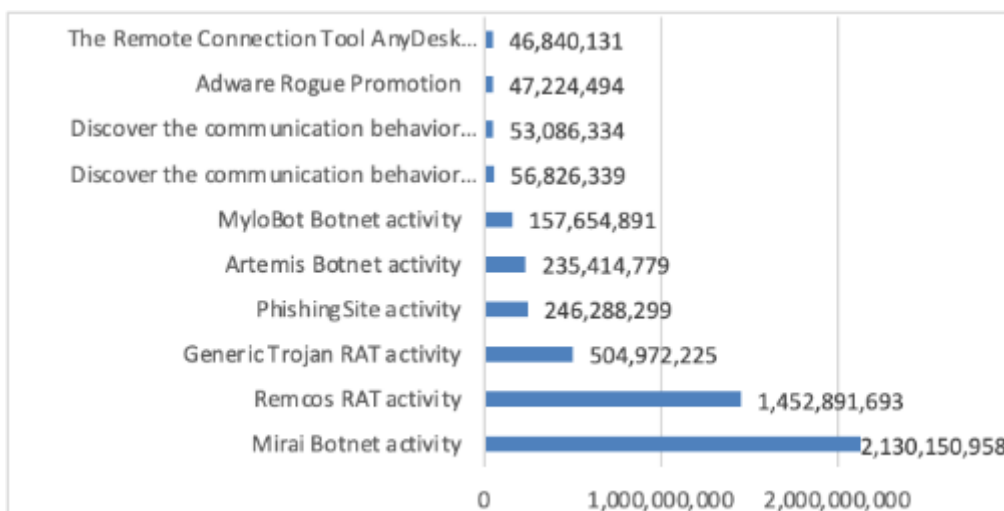 The Remote Connection Tool AnyDesk... 46,840,131
Adware Rogue Promotion 47,224,494
Discover the communication behavior... 53,086,334
Discover the communication behavior... 56,826,339
MyloBot Botnet activity 157,654,891
Artemis Botnet activity 235,414,779
PhishingSite activity 246,288,299
Generic Trojan RAT activity 504,972,225
Remcos RAT activity 1,452,891,693
Mirai Botnet activity 2,130,150,958
0 1,000,000,000 2,000,000,000